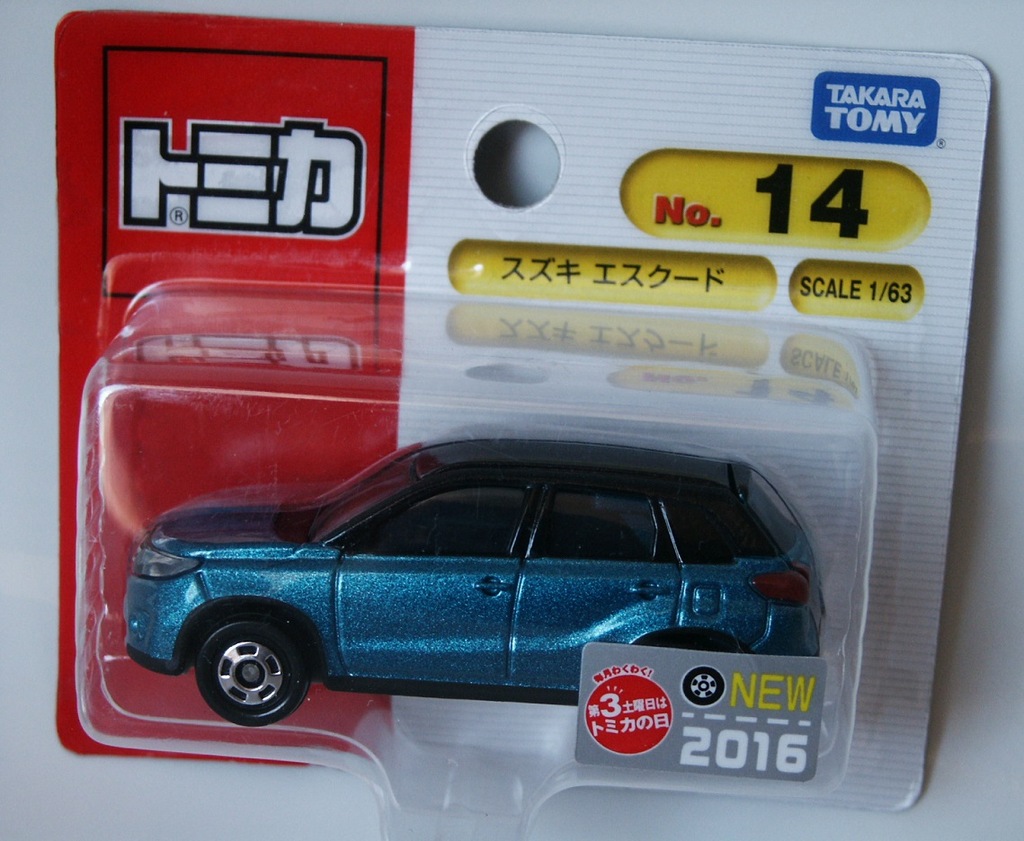 トミカ®
TAKARA
TOMY®
No. 14
スズキ エスクード
SCALE 1/63
毎月わくわく!
第3土曜日は
トミカの日
NEW
2016